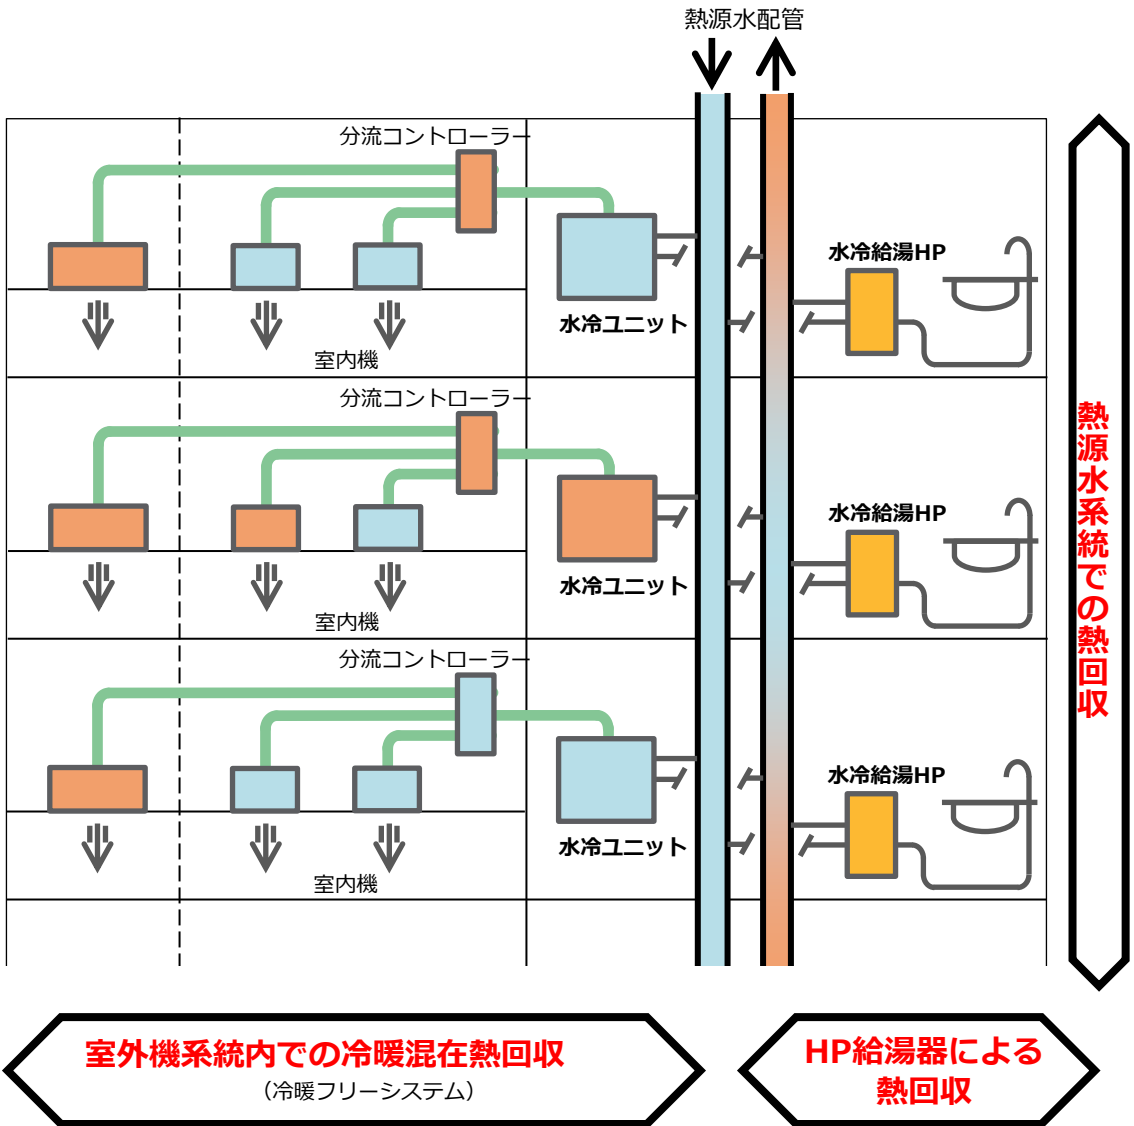 熱源水配管
分流コントローラー
水冷給湯HP
水冷ユニット
室内機
分流コントローラー
水冷給湯HP
水冷ユニット
室内機
分流コントローラー
水冷給湯HP
水冷ユニット
室内機
熱源水系統での熱回収
室外機系統内での冷暖混在熱回収
（冷暖フリーシステム）
HP給湯器による
熱回収